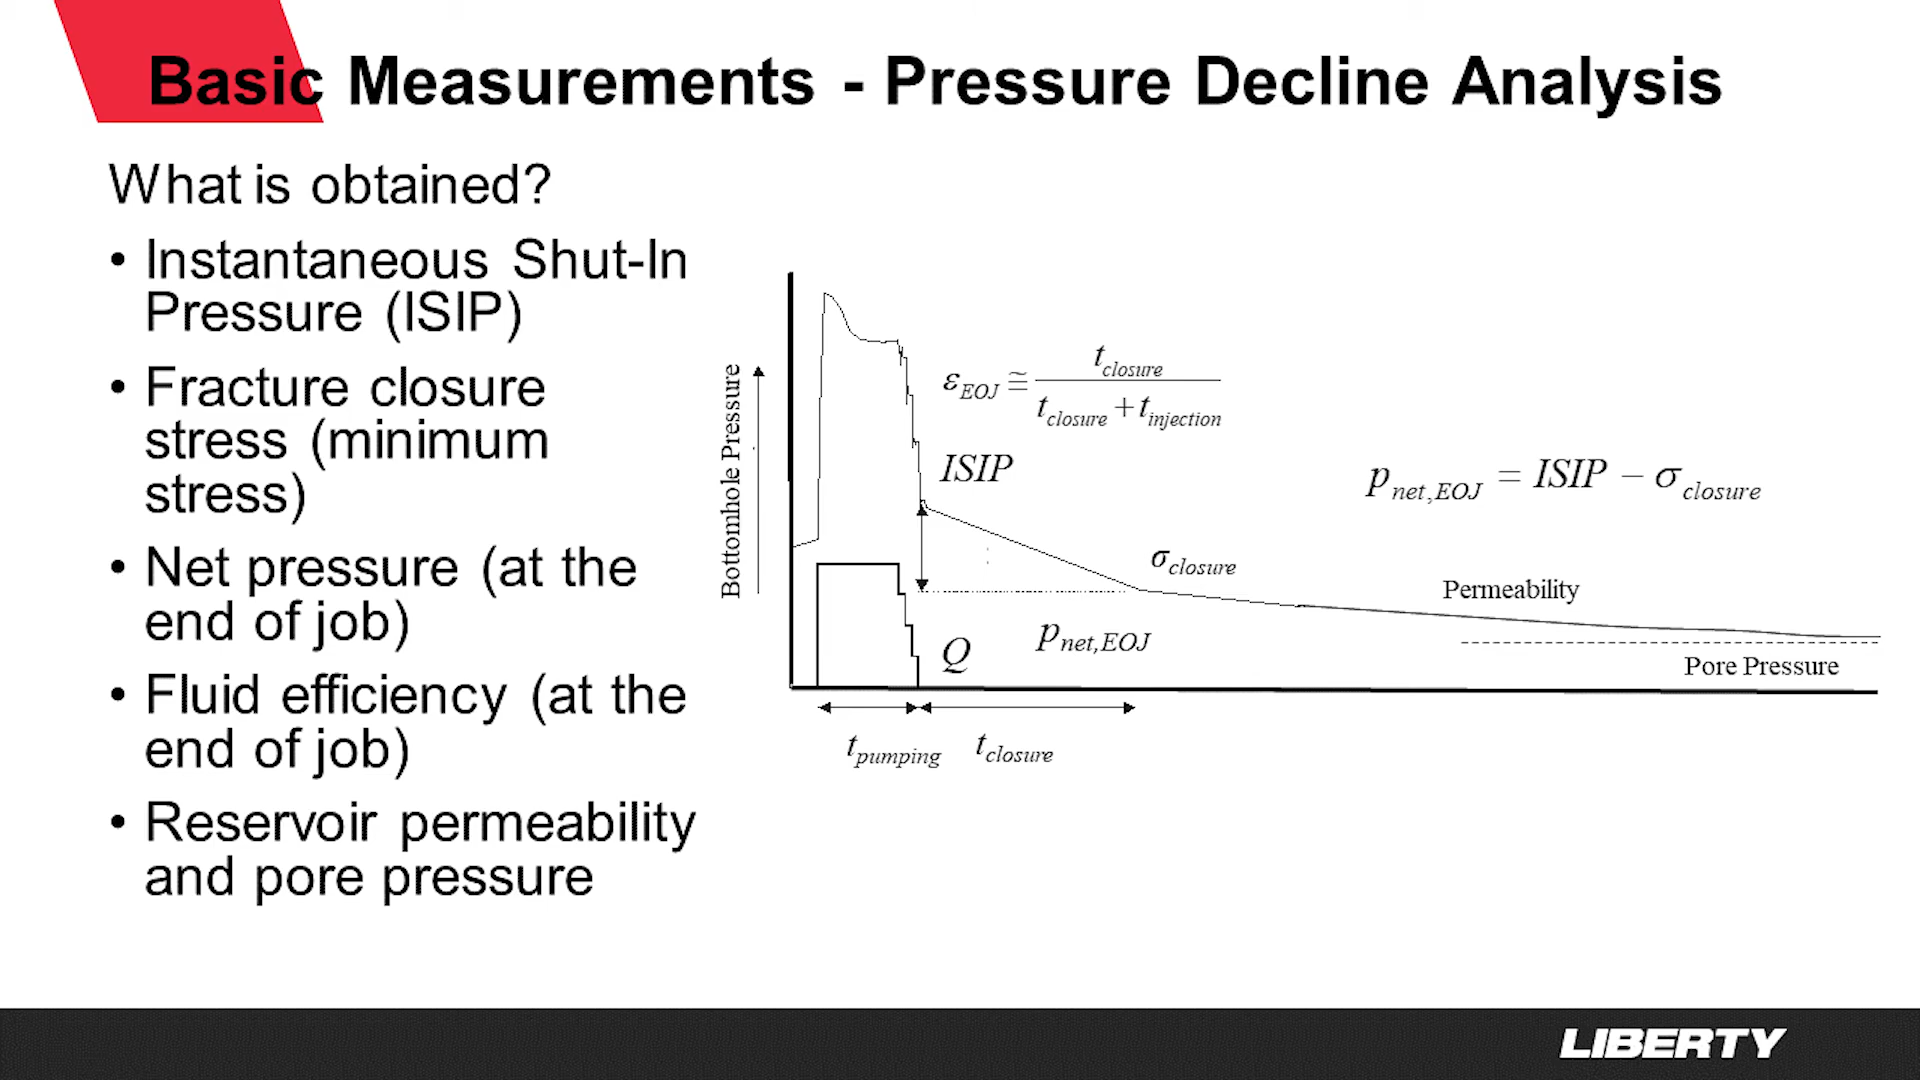 Basic Measurements - Pressure Decline Analysis
What is obtained?
• Instantaneous Shut-In
Pressure (ISIP)
• Fracture closure
stress (minimum
stress)
• Net pressure (at the
end of job)
• Fluid efficiency (at the
end of job)
• Reservoir permeability
and pore pressure
Bottomhole Pressure
ε_EOJ ≅ t_closure / (t_closure + t_injection)
ISIP
p_net,EOJ = ISIP − σ_closure
σ_closure
Permeability
p_net,EOJ
Q
Pore Pressure
t_pumping
t_closure
LIBERTY